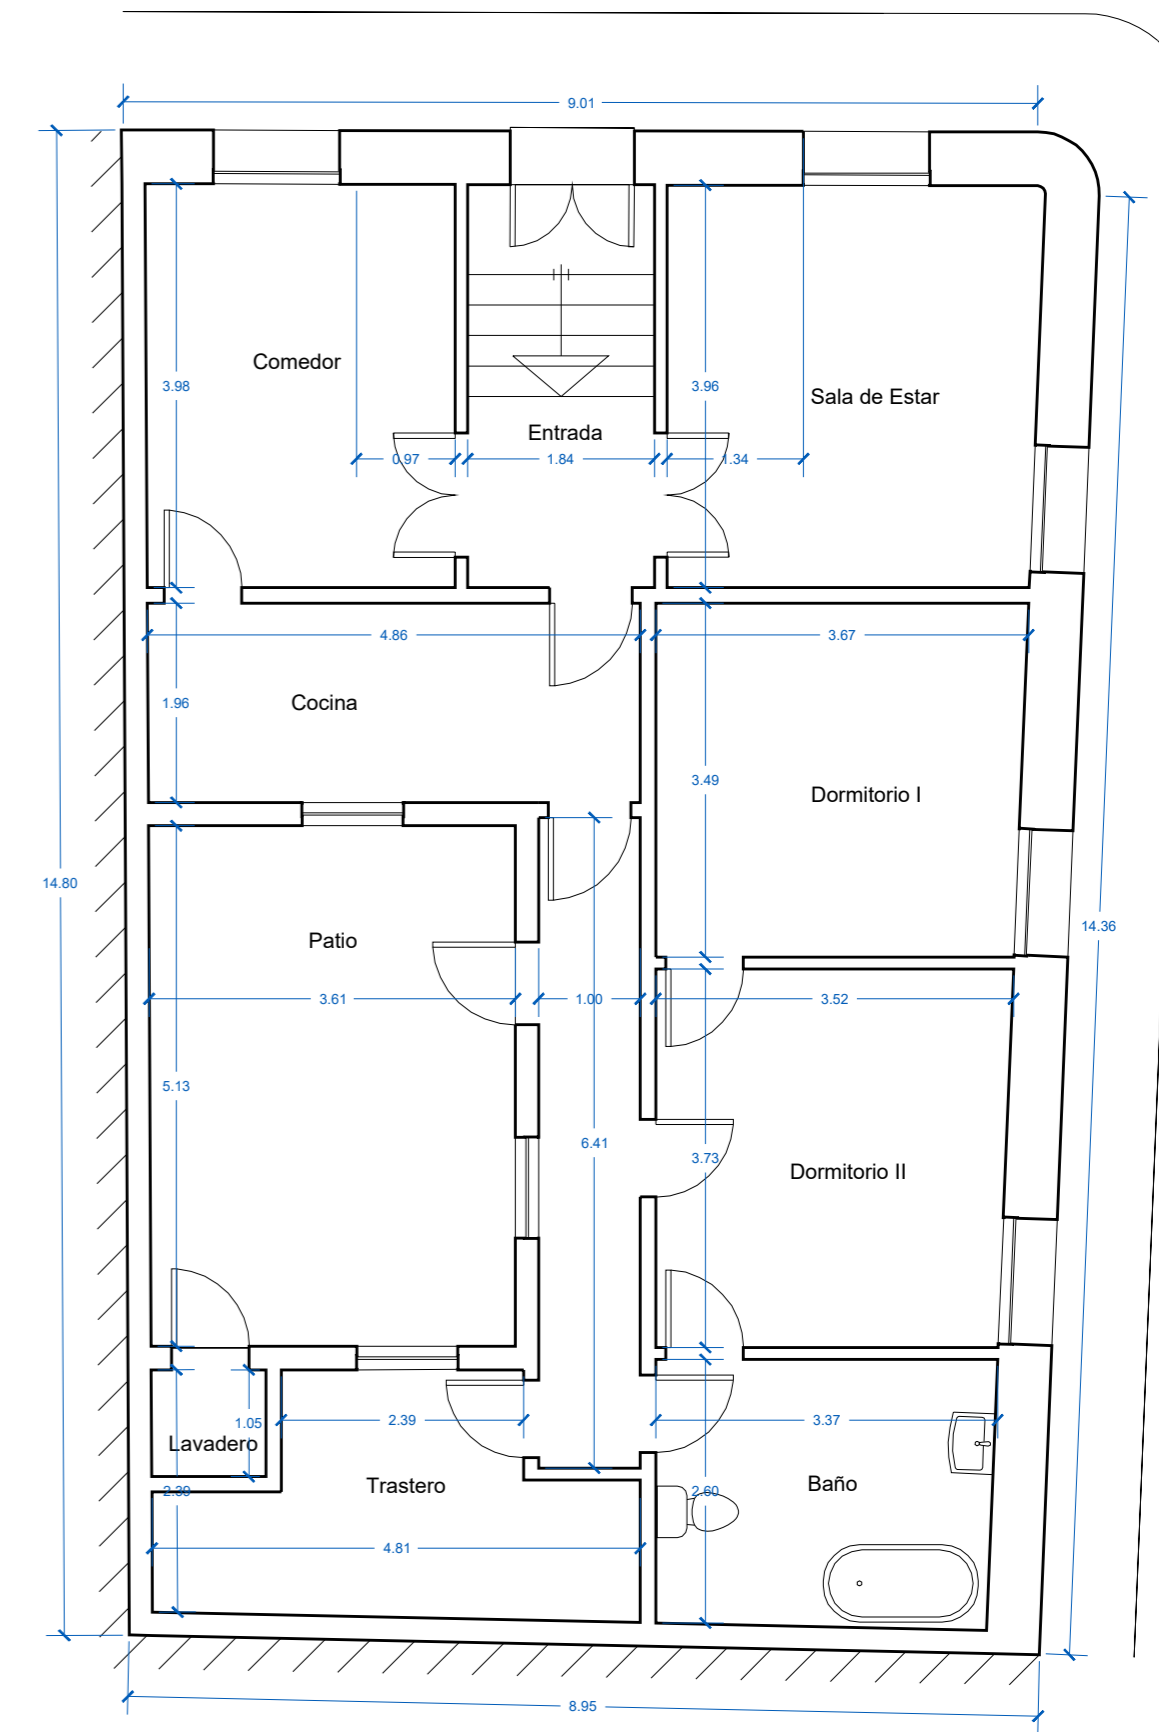 9.01
Comedor
3.98
3.96
Sala de Estar
Entrada
0.97
1.84
1.34
4.86
3.67
1.96
Cocina
3.49
Dormitorio I
14.80
14.36
Patio
3.61
1.00
3.52
5.13
6.41
3.73
Dormitorio II
1.05
2.39
3.37
Lavadero
Trastero
Baño
2.39
2.60
4.81
8.95